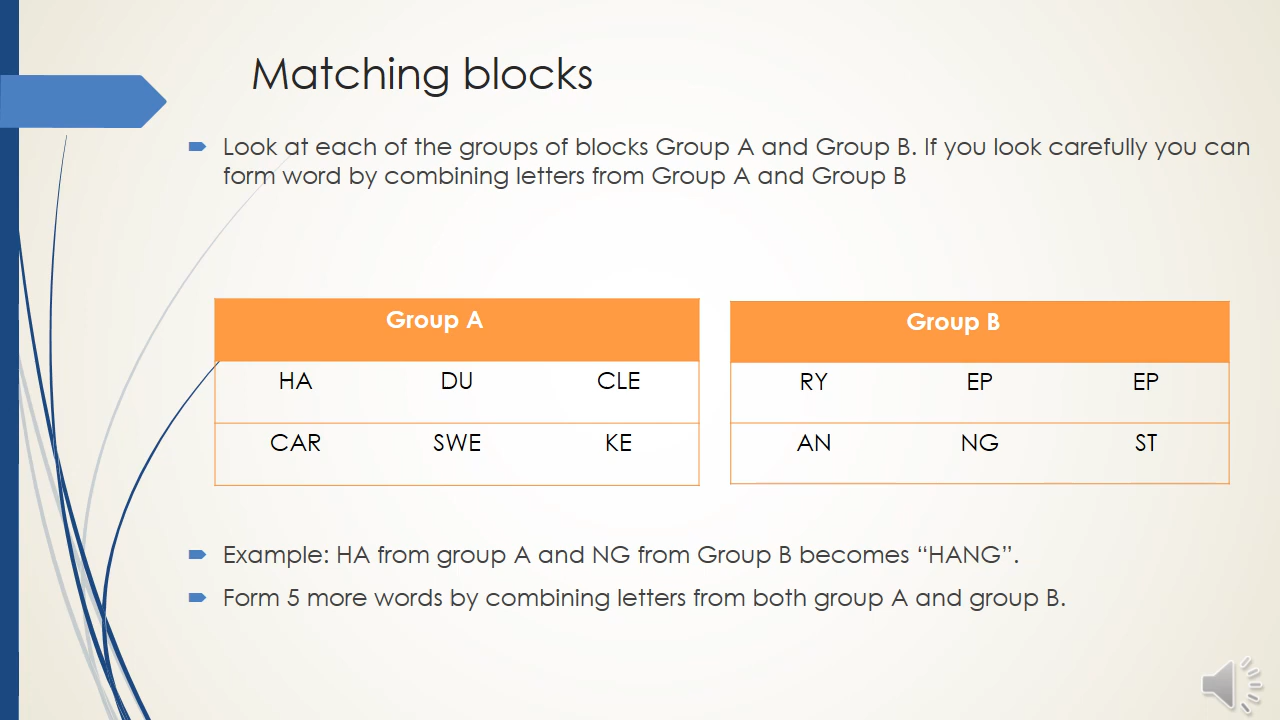 Matching blocks
Look at each of the groups of blocks Group A and Group B. If you look carefully you can
form word by combining letters from Group A and Group B
Group A
HA DU CLE
CAR SWE KE
Group B
RY EP EP
AN NG ST
Example: HA from group A and NG from Group B becomes “HANG”.
Form 5 more words by combining letters from both group A and group B.